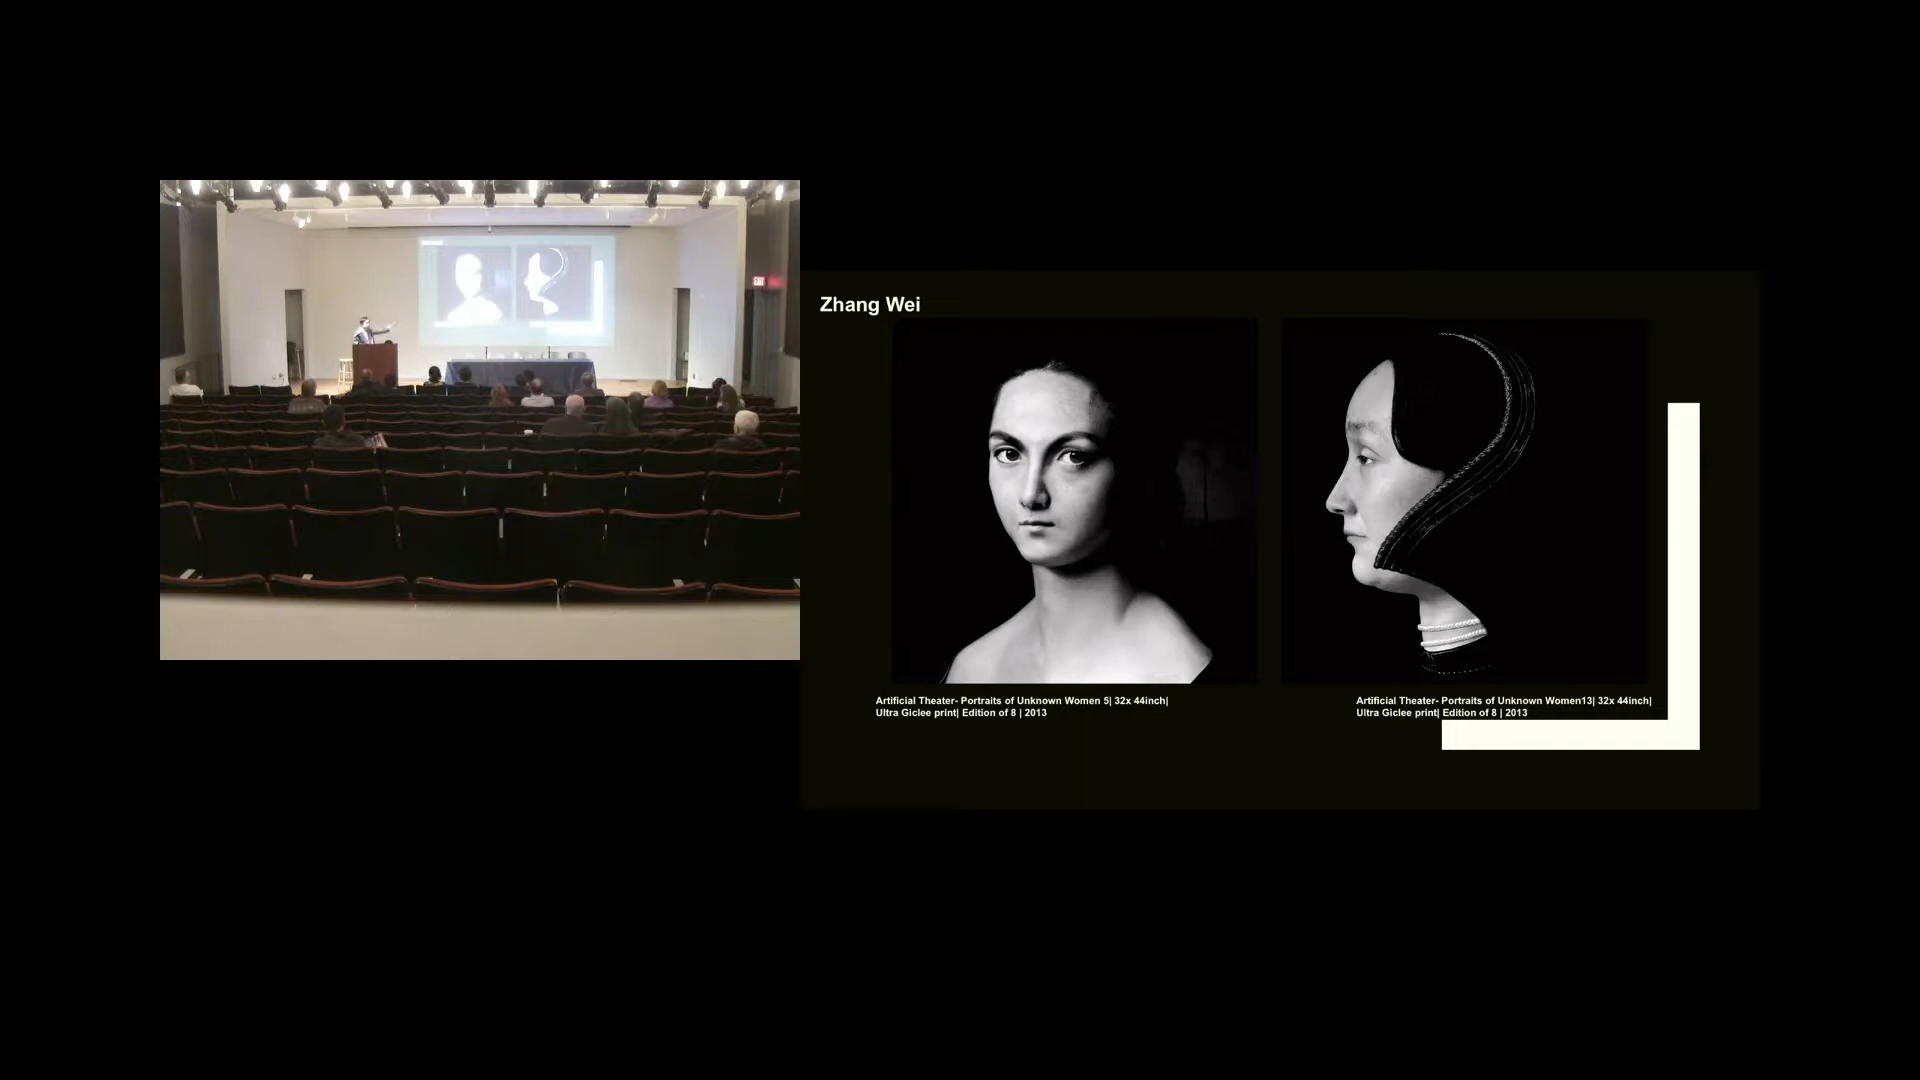 Zhang Wei
Artificial Theater- Portraits of Unknown Women 5| 32x 44inch|
Ultra Giclee print| Edition of 8 | 2013
Artificial Theater- Portraits of Unknown Women13| 32x 44inch|
Ultra Giclee print| Edition of 8 | 2013